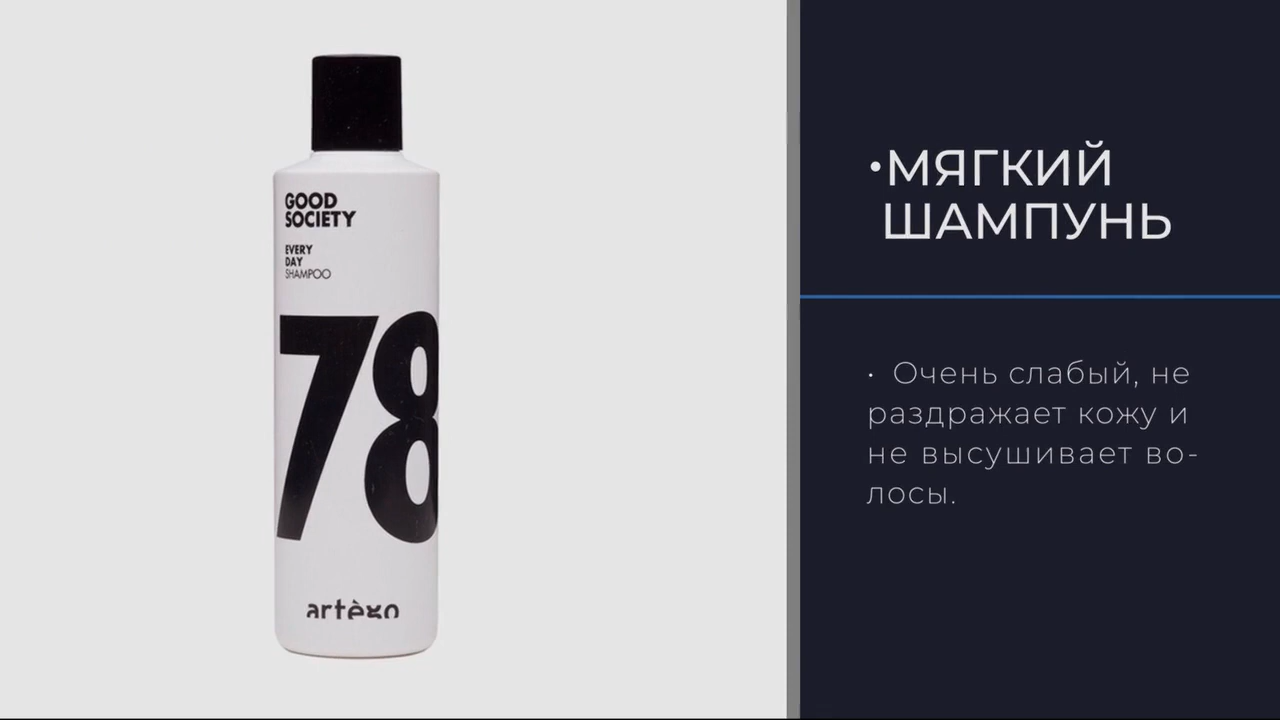 GOOD
SOCIETY
EVERY
DAY
SHAMPOO
78
artègo
•МЯГКИЙ
ШАМПУНЬ
· Очень слабый, не
раздражает кожу и
не высушивает во-
лосы.